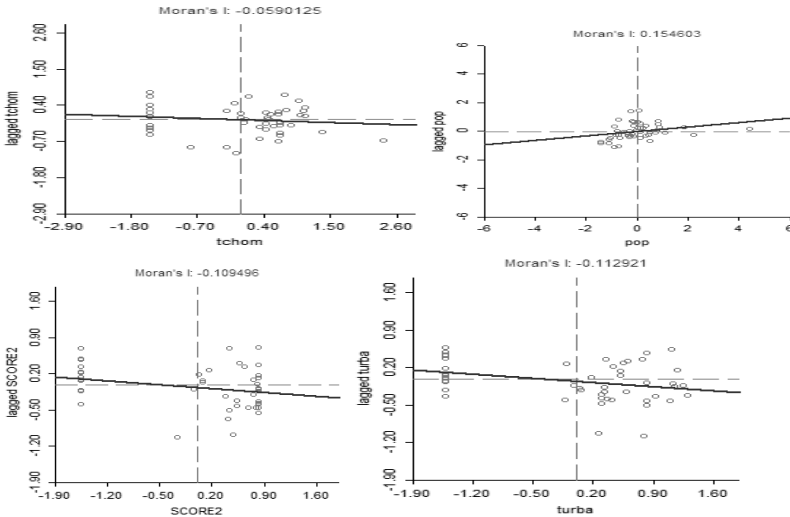 Moran's I: -0.0590125
2.60
1.50
0.40
-0.70
-1.80
-2.90
lagged tchom
-2.90 -1.80 -0.70 0.40 1.50 2.60
tchom
Moran's I: 0.154603
6
4
2
0
-2
-4
-6
lagged pop
-6 -4 -2 0 2 4 6
pop
Moran's I: -0.109496
1.60
0.90
0.20
-0.50
-1.20
-1.90
lagged SCORE2
-1.90 -1.20 -0.50 0.20 0.90 1.60
SCORE2
Moran's I: -0.112921
1.60
0.90
0.20
-0.50
-1.20
-1.90
lagged turba
-1.90 -1.20 -0.50 0.20 0.90 1.60
turba